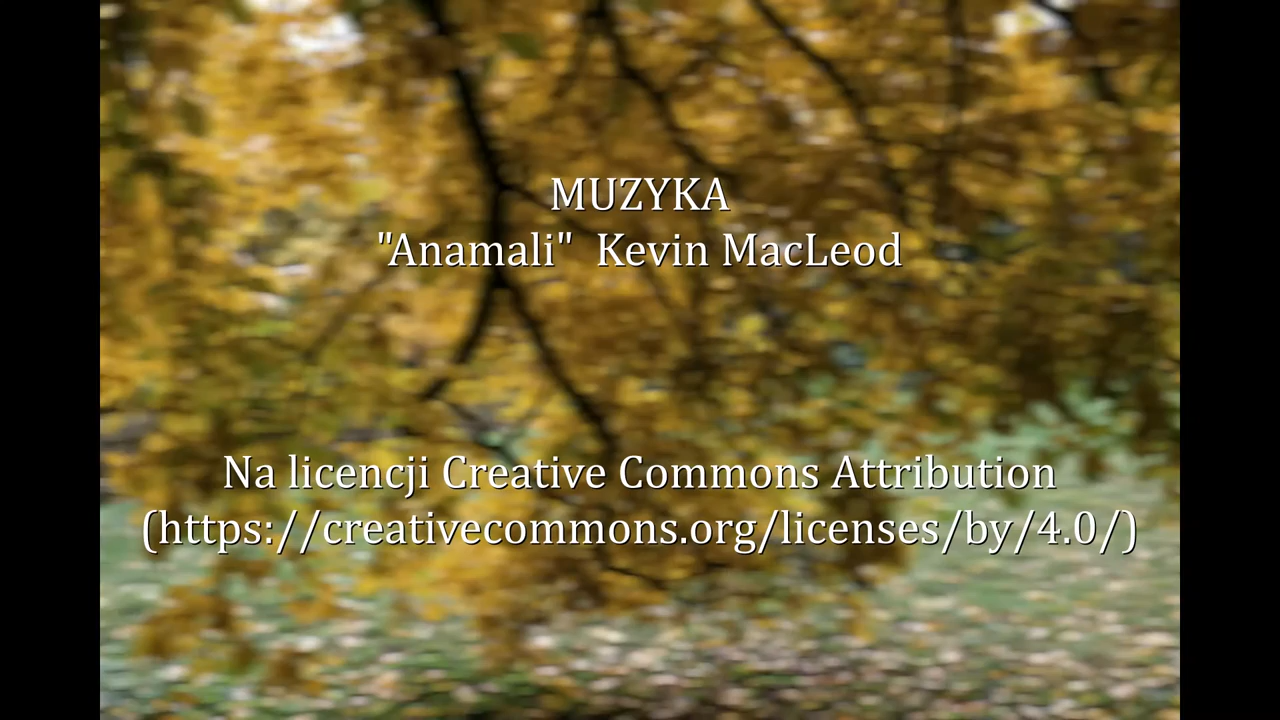 MUZYKA
"Anamali"  Kevin MacLeod
Na licencji Creative Commons Attribution
(https://creativecommons.org/licenses/by/4.0/)